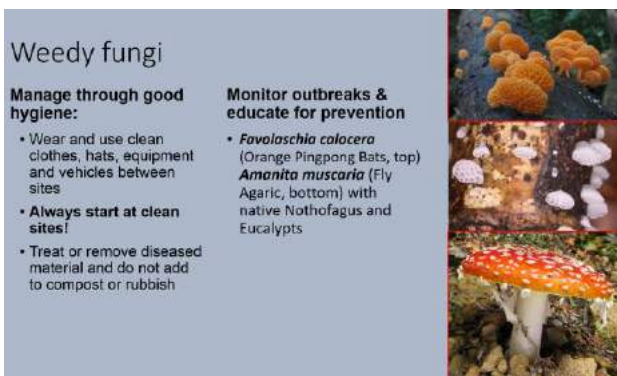 Weedy fungi
Manage through good
hygiene:
• Wear and use clean
clothes, hats, equipment
and vehicles between
sites
• Always start at clean
sites!
• Treat or remove diseased
material and do not add
to compost or rubbish
Monitor outbreaks &
educate for prevention
• Favolaschia calocera
(Orange Pingpong Bats, top)
Amanita muscaria (Fly
Agaric, bottom) with
native Nothofagus and
Eucalypts